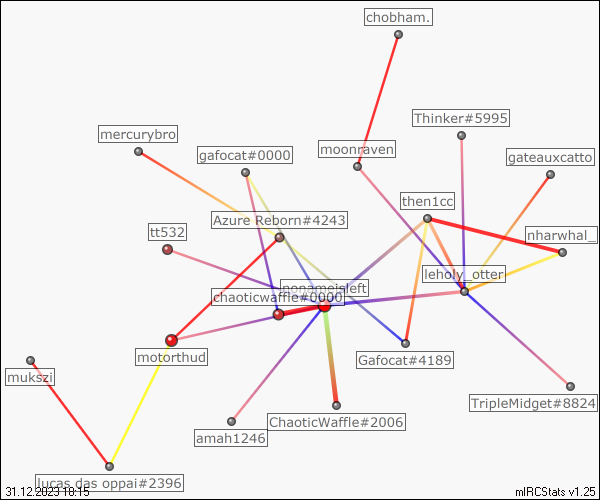 chobham.
Thinker#5995
mercurybro
moonraven
gafocat#0000
gateauxcatto
then1cc
Azure Reborn#4243
tt532
nharwhal_
leholy_otter
nonameisleft
chaoticwaffle#0000
motorthud
Gafocat#4189
mukszi
TripleMidget#8824
ChaoticWaffle#2006
amah1246
lucas das oppai#2396
31.12.2023 18:15
mIRCStats v1.25